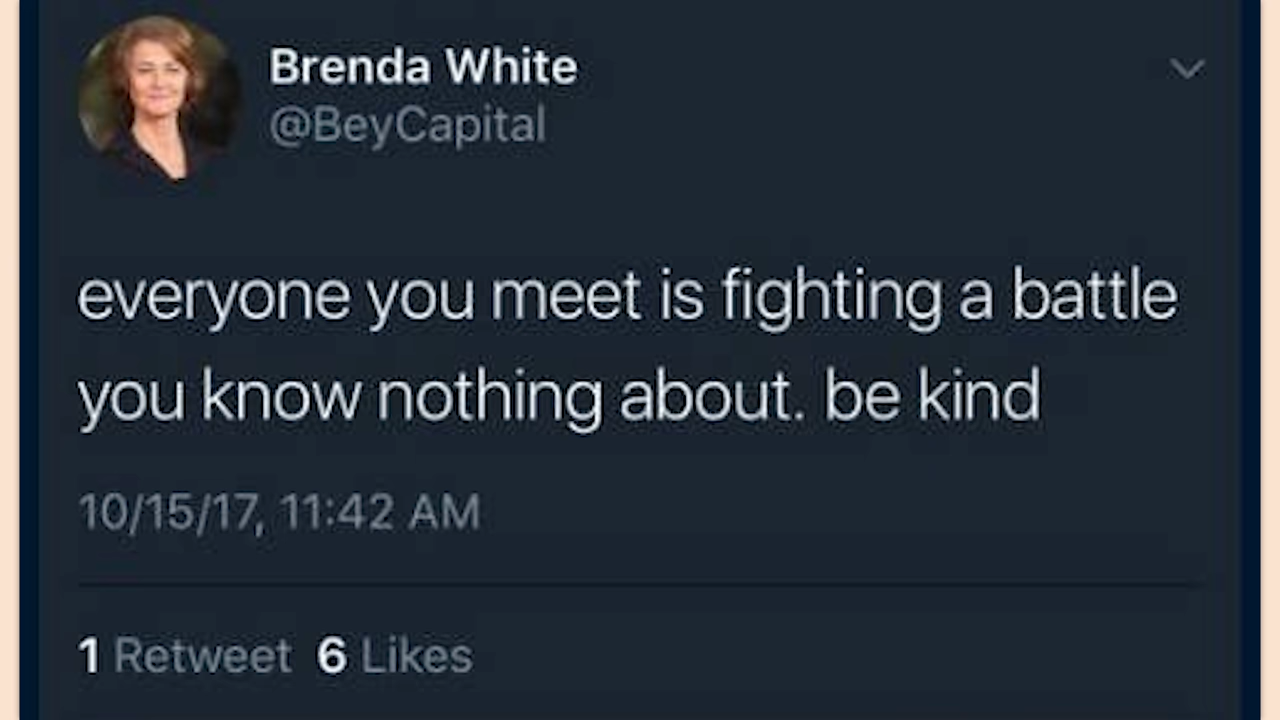 Brenda White
@BeyCapital
everyone you meet is fighting a battle
you know nothing about. be kind
10/15/17, 11:42 AM
1 Retweet 6 Likes